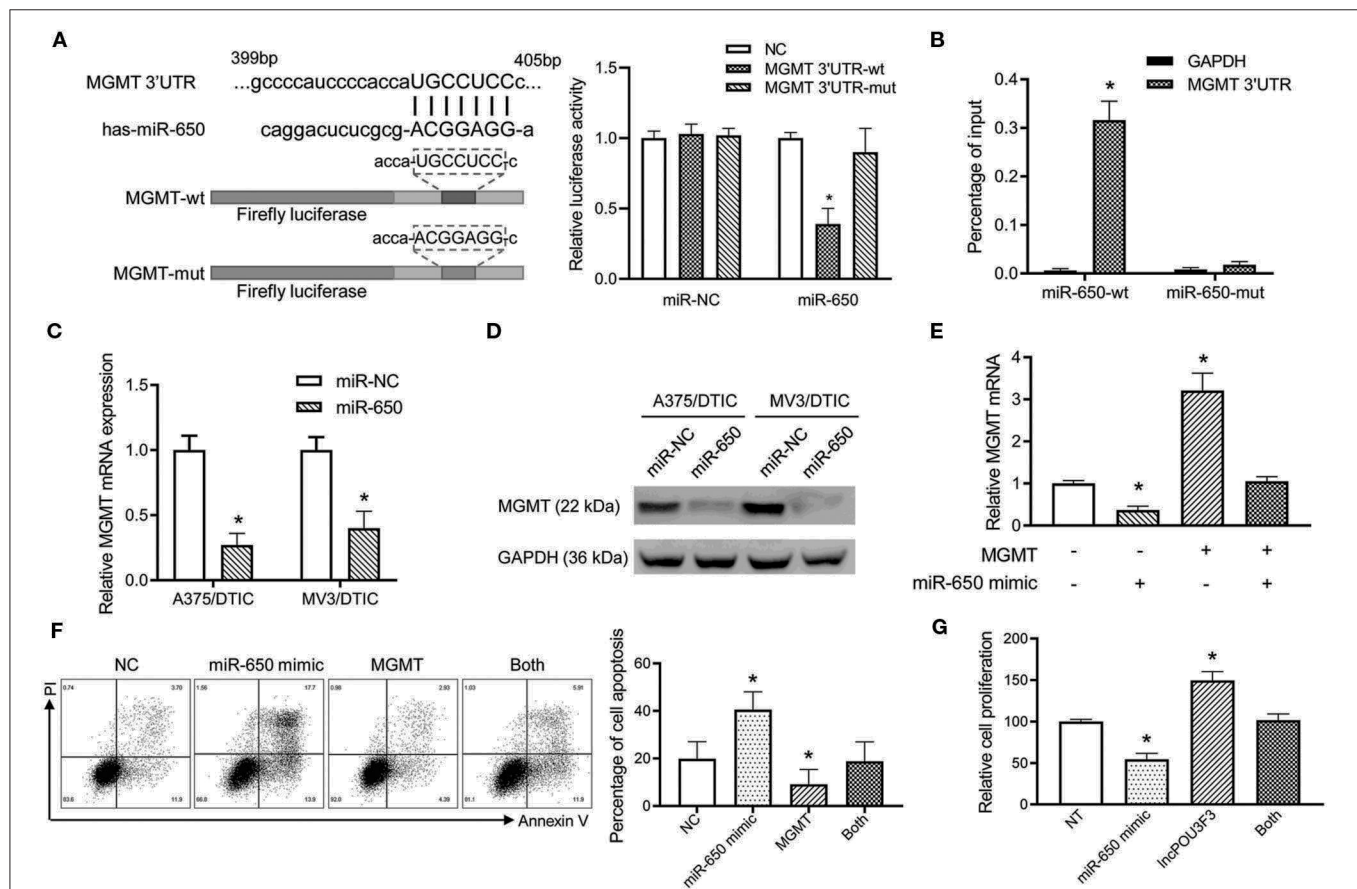 A
399bp
405bp
MGMT 3'UTR
...gccccauccccaccaUGCCUCCc...
has-miR-650
caggacucucgcg-ACGGAGG-a
acca-UGCCUCC-c
MGMT-wt
Firefly luciferase
acca-ACGGAGG-c
MGMT-mut
Firefly luciferase
NC
MGMT 3'UTR-wt
MGMT 3'UTR-mut
Relative luciferase activity
1.5
1.0
0.5
0.0
*
miR-NC
miR-650
B
GAPDH
MGMT 3'UTR
Percentage of input
0.4
0.3
0.2
0.1
0.0
*
miR-650-wt
miR-650-mut
C
miR-NC
miR-650
Relative MGMT mRNA expression
1.5
1.0
0.5
0.0
*
*
A375/DTIC
MV3/DTIC
D
A375/DTIC
MV3/DTIC
miR-NC
miR-650
miR-NC
miR-650
MGMT (22 kDa)
GAPDH (36 kDa)
E
Relative MGMT mRNA
4
3
2
1
0
*
*
MGMT - - + +
miR-650 mimic - + - +
F
NC
miR-650 mimic
MGMT
Both
PI
0.74
3.70
83.6
11.9
1.56
17.7
66.0
13.9
0.98
2.93
92.0
4.39
1.03
5.91
81.1
11.9
Annexin V
Percentage of cell apoptosis
60
40
20
0
*
*
NC
miR-650 mimic
MGMT
Both
G
Relative cell proliferation
200
150
100
50
0
*
*
NT
miR-650 mimic
lncPOU3F3
Both